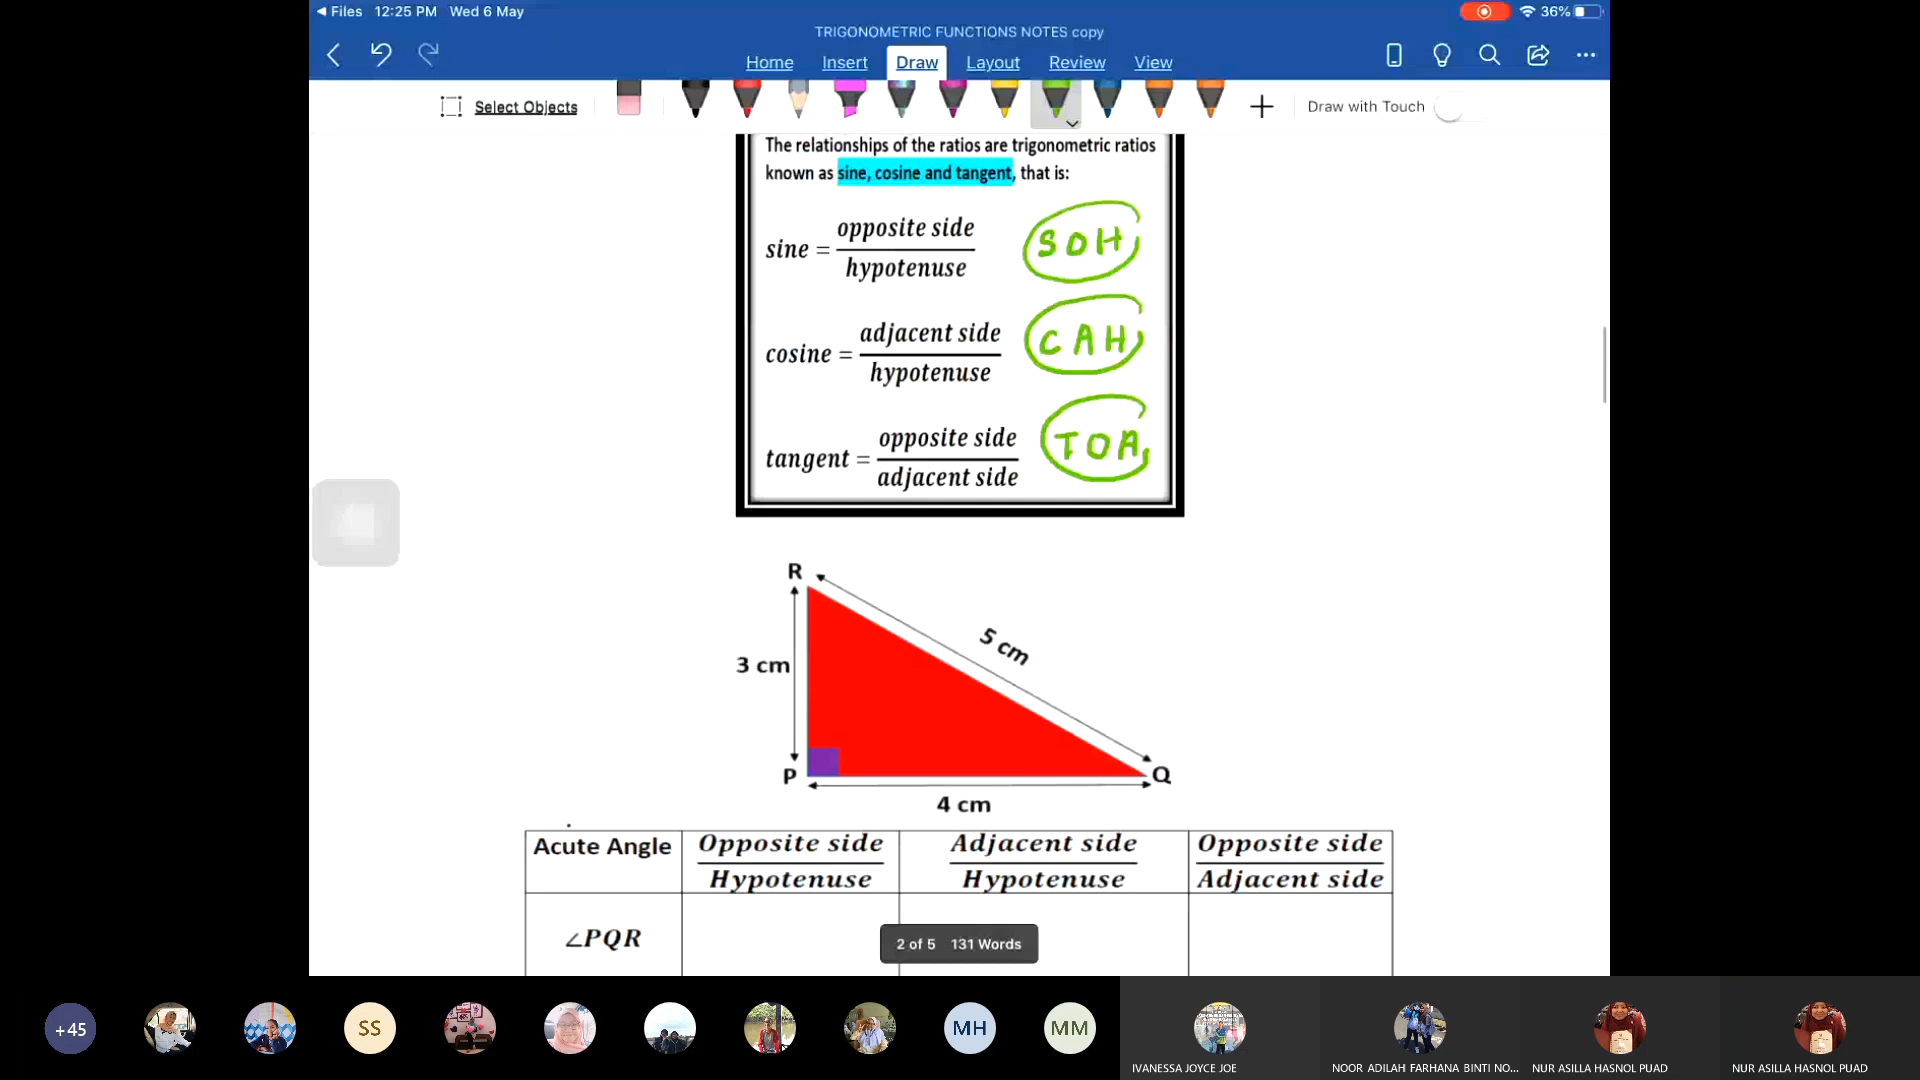 Files 12:25 PM Wed 6 May
36%
TRIGONOMETRIC FUNCTIONS NOTES copy
Home Insert Draw Layout Review View
Select Objects
Draw with Touch
The relationships of the ratios are trigonometric ratios
known as sine, cosine and tangent, that is:
sine = opposite side / hypotenuse
SOH
cosine = adjacent side / hypotenuse
CAH
tangent = opposite side / adjacent side
TOA
R
5 cm
3 cm
P
Q
4 cm
Acute Angle
Opposite side / Hypotenuse
Adjacent side / Hypotenuse
Opposite side / Adjacent side
∠PQR
2 of 5 131 Words
+45
SS
MH
MM
IVANESSA JOYCE JOE
NOOR ADILAH FARHANA BINTI NO...
NUR ASILLA HASNOL PUAD
NUR ASILLA HASNOL PUAD